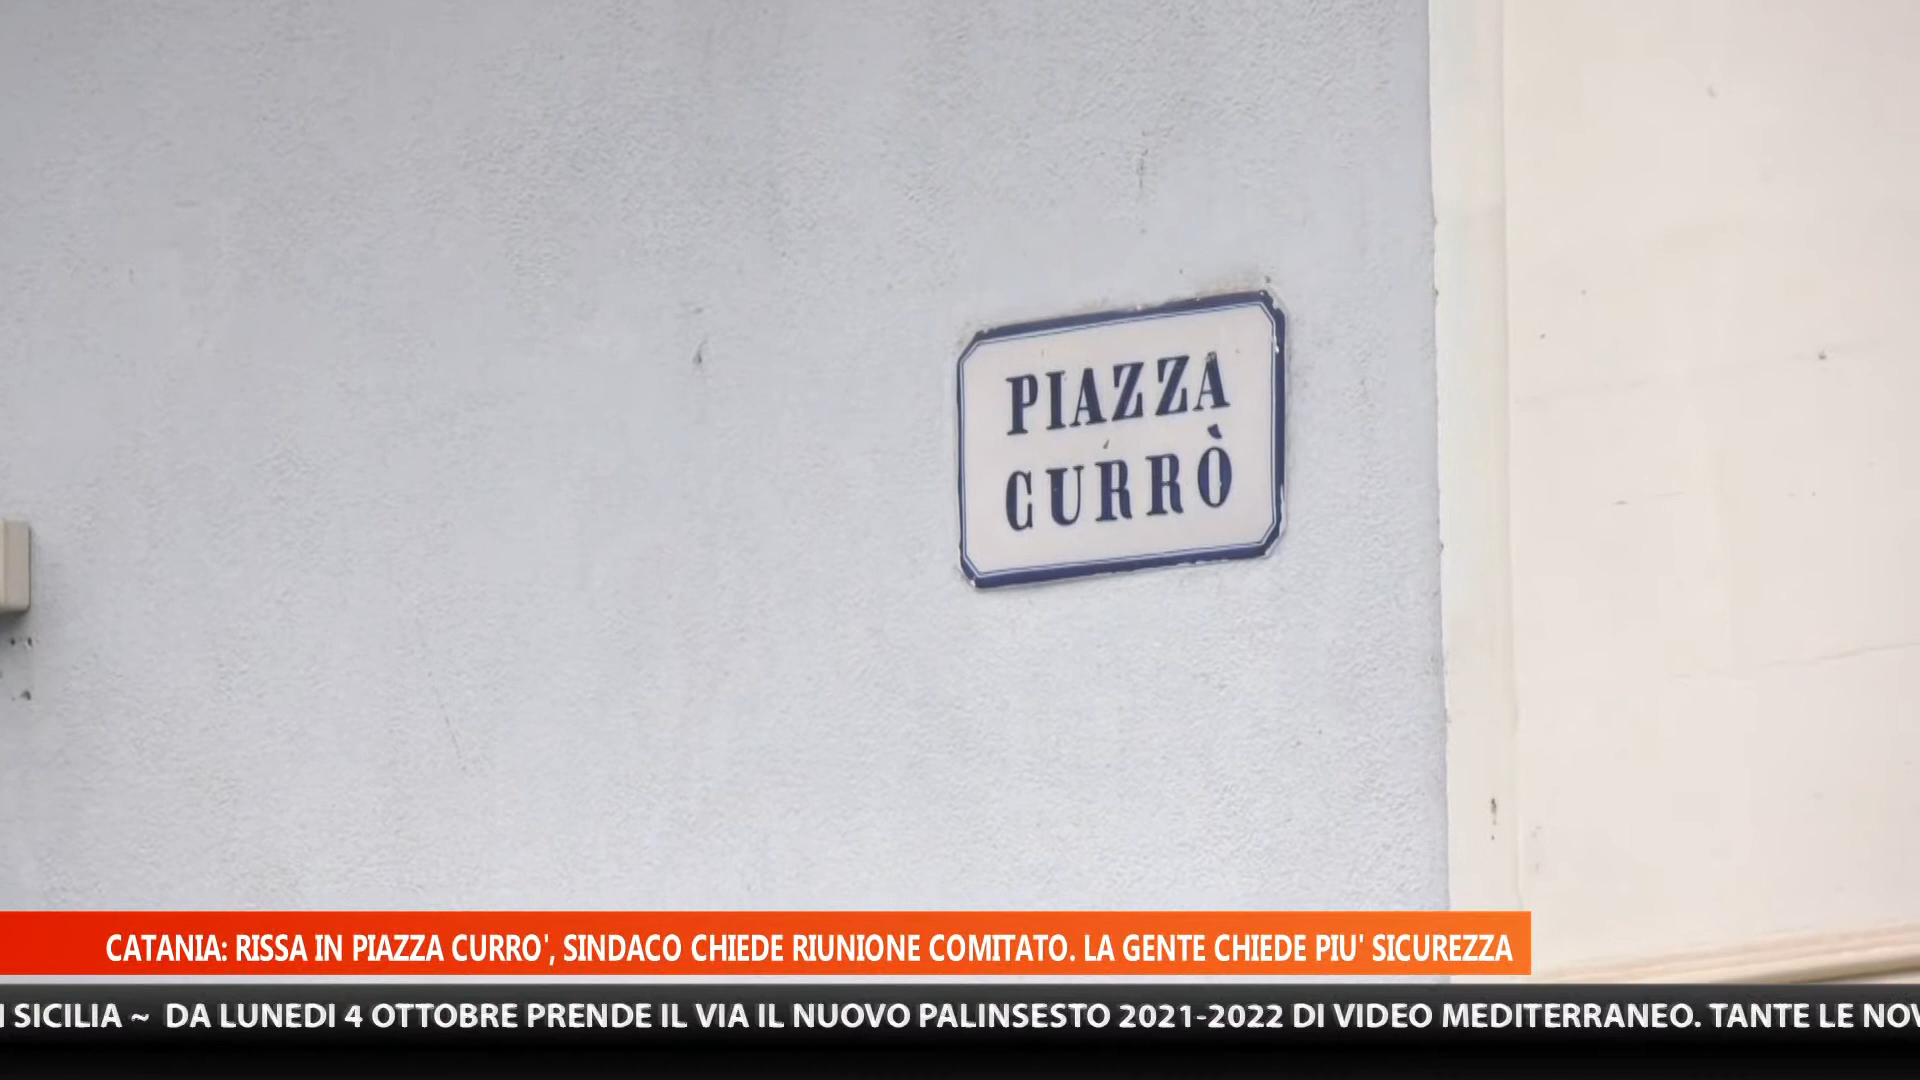 PIAZZA
CURRÒ
CATANIA: RISSA IN PIAZZA CURRO', SINDACO CHIEDE RIUNIONE COMITATO. LA GENTE CHIEDE PIU' SICUREZZA
SICILIA ~ DA LUNEDI 4 OTTOBRE PRENDE IL VIA IL NUOVO PALINSESTO 2021-2022 DI VIDEO MEDITERRANEO. TANTE LE